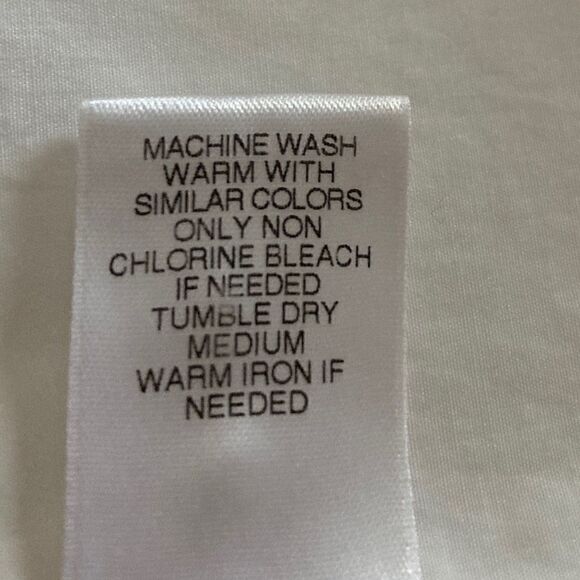 MACHINE WASH
WARM WITH
SIMILAR COLORS
ONLY NON
CHLORINE BLEACH
IF NEEDED
TUMBLE DRY
MEDIUM
WARM IRON IF
NEEDED